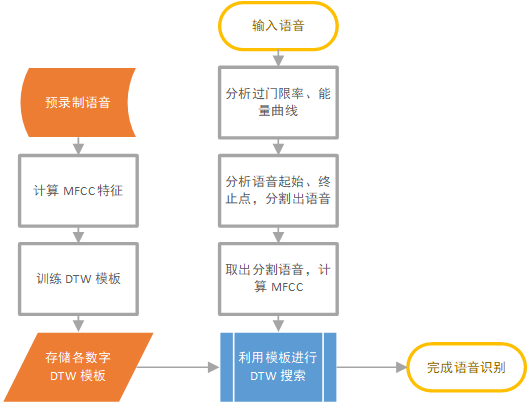 输入语音
分析过门限率、能
量曲线
预录制语音
计算 MFCC 特征
分析语音起始、终
止点，分割出语音
训练 DTW 模板
取出分割语音，计
算 MFCC
存储各数字
DTW 模板
利用模板进行
DTW 搜索
完成语音识别